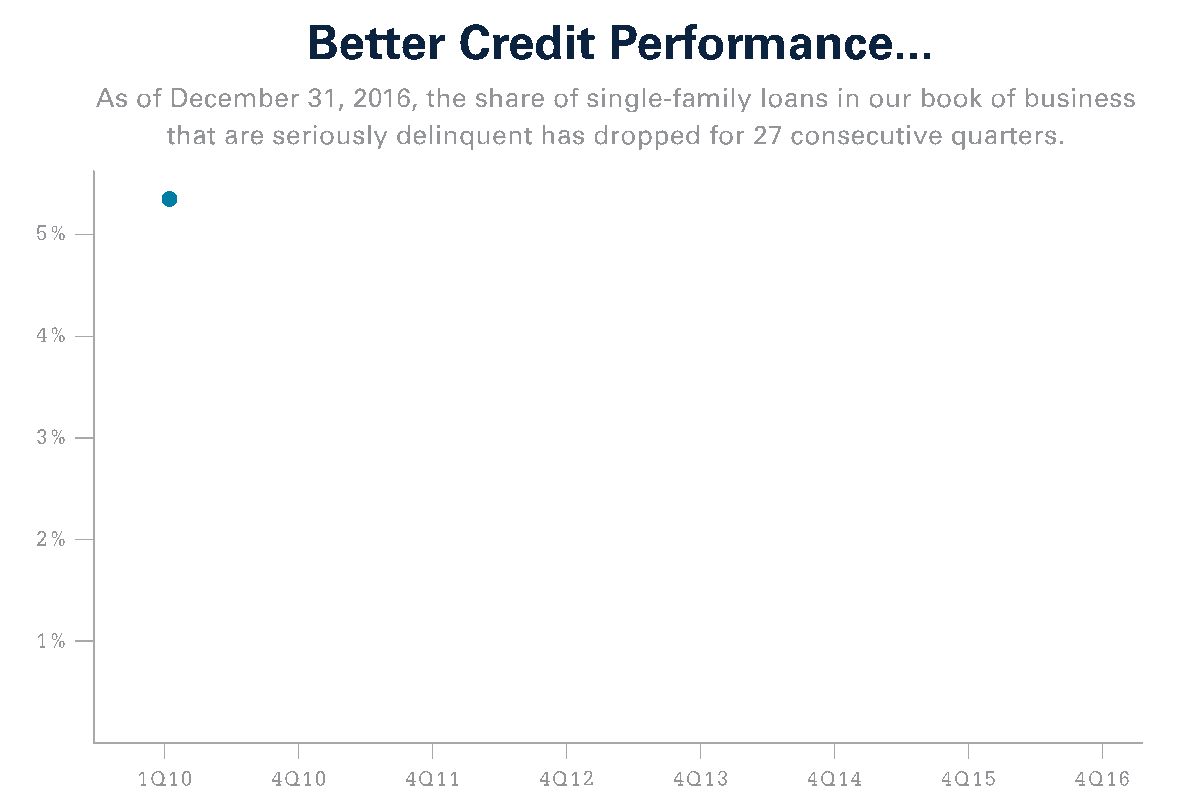 Better Credit Performance...
As of December 31, 2016, the share of single-family loans in our book of business
that are seriously delinquent has dropped for 27 consecutive quarters.
5%
4%
3%
2%
1%
1Q10 4Q10 4Q11 4Q12 4Q13 4Q14 4Q15 4Q16